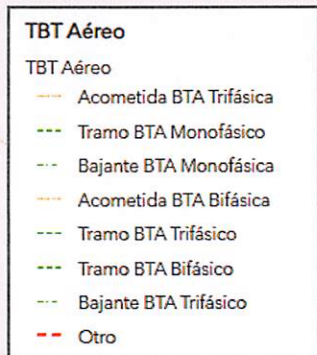 TBT Aéreo
TBT Aéreo
Acometida BTA Trifásica
Tramo BTA Monofásico
Bajante BTA Monofásica
Acometida BTA Bifásica
Tramo BTA Trifásico
Tramo BTA Bifásico
Bajante BTA Trifásico
Otro